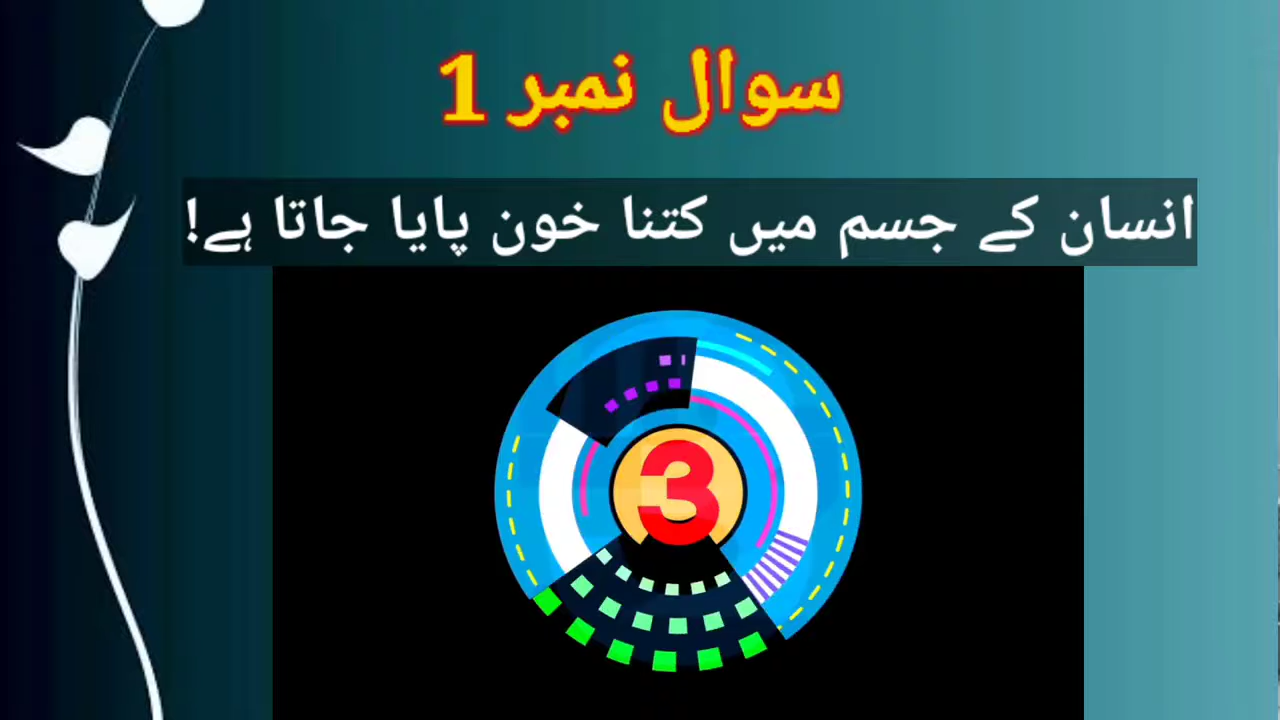 سوال نمبر 1
انسان کے جسم میں کتنا خون پایا جاتا ہے!
3